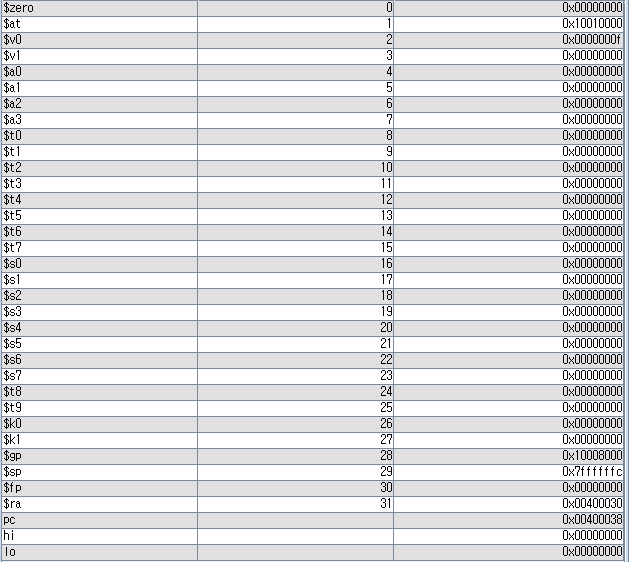 $zero 0 0x00000000
$at 1 0x10010000
$v0 2 0x0000000f
$v1 3 0x00000000
$a0 4 0x00000000
$a1 5 0x00000000
$a2 6 0x00000000
$a3 7 0x00000000
$t0 8 0x00000000
$t1 9 0x00000000
$t2 10 0x00000000
$t3 11 0x00000000
$t4 12 0x00000000
$t5 13 0x00000000
$t6 14 0x00000000
$t7 15 0x00000000
$s0 16 0x00000000
$s1 17 0x00000000
$s2 18 0x00000000
$s3 19 0x00000000
$s4 20 0x00000000
$s5 21 0x00000000
$s6 22 0x00000000
$s7 23 0x00000000
$t8 24 0x00000000
$t9 25 0x00000000
$k0 26 0x00000000
$k1 27 0x00000000
$gp 28 0x10008000
$sp 29 0x7ffffffc
$fp 30 0x00000000
$ra 31 0x00400030
pc 0x00400038
hi 0x00000000
lo 0x00000000